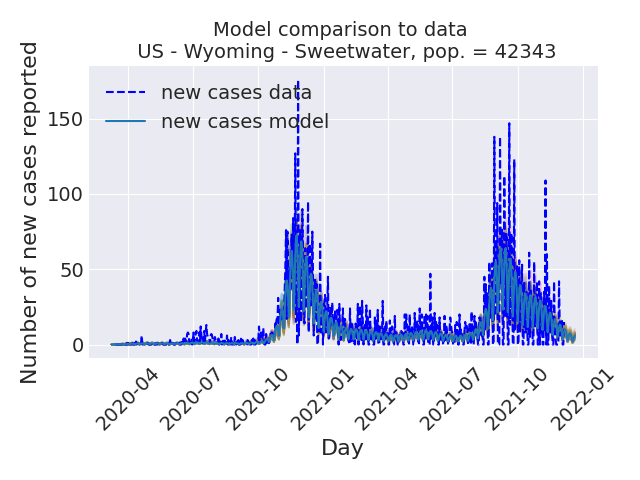 Model comparison to data
US - Wyoming - Sweetwater, pop. = 42343
new cases data
new cases model
Number of new cases reported
150
100
50
0
2020-04
2020-07
2020-10
2021-01
2021-04
2021-07
2021-10
2022-01
Day